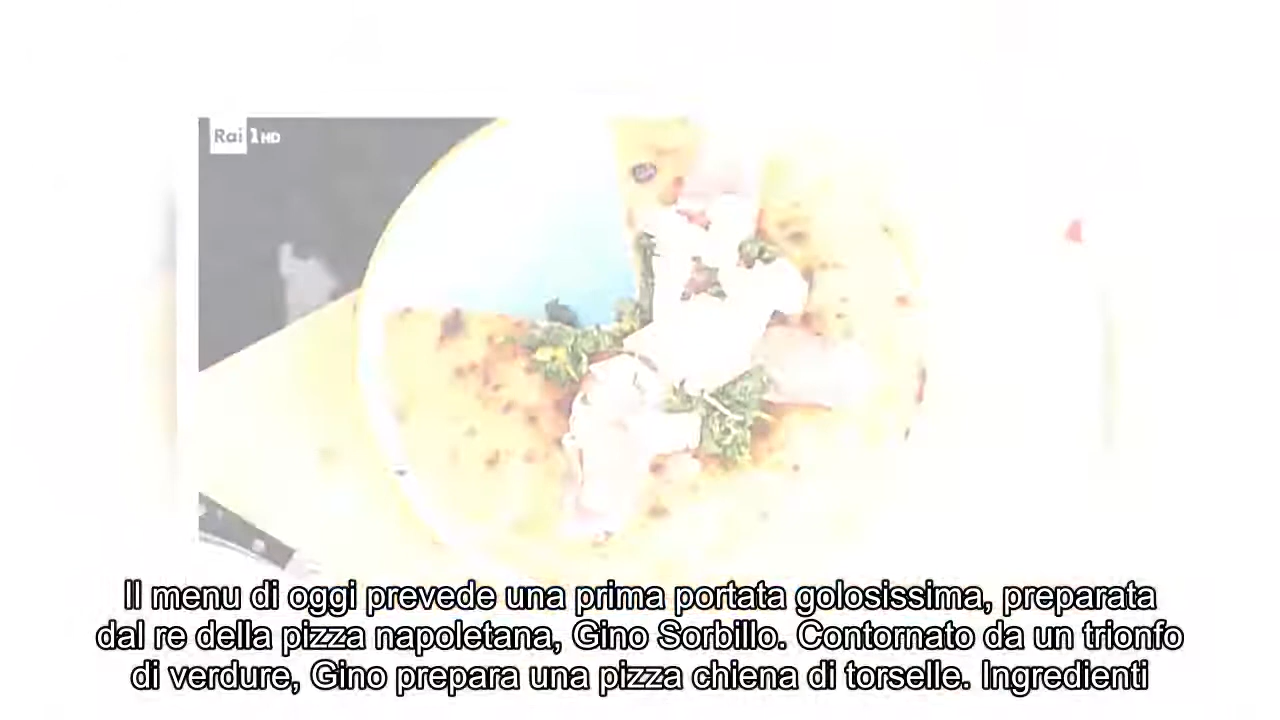 Rai 1 HD
Il menu di oggi prevede una prima portata golosissima, preparata
dal re della pizza napoletana, Gino Sorbillo. Contornato da un trionfo
di verdure, Gino prepara una pizza chiena di torselle. Ingredienti